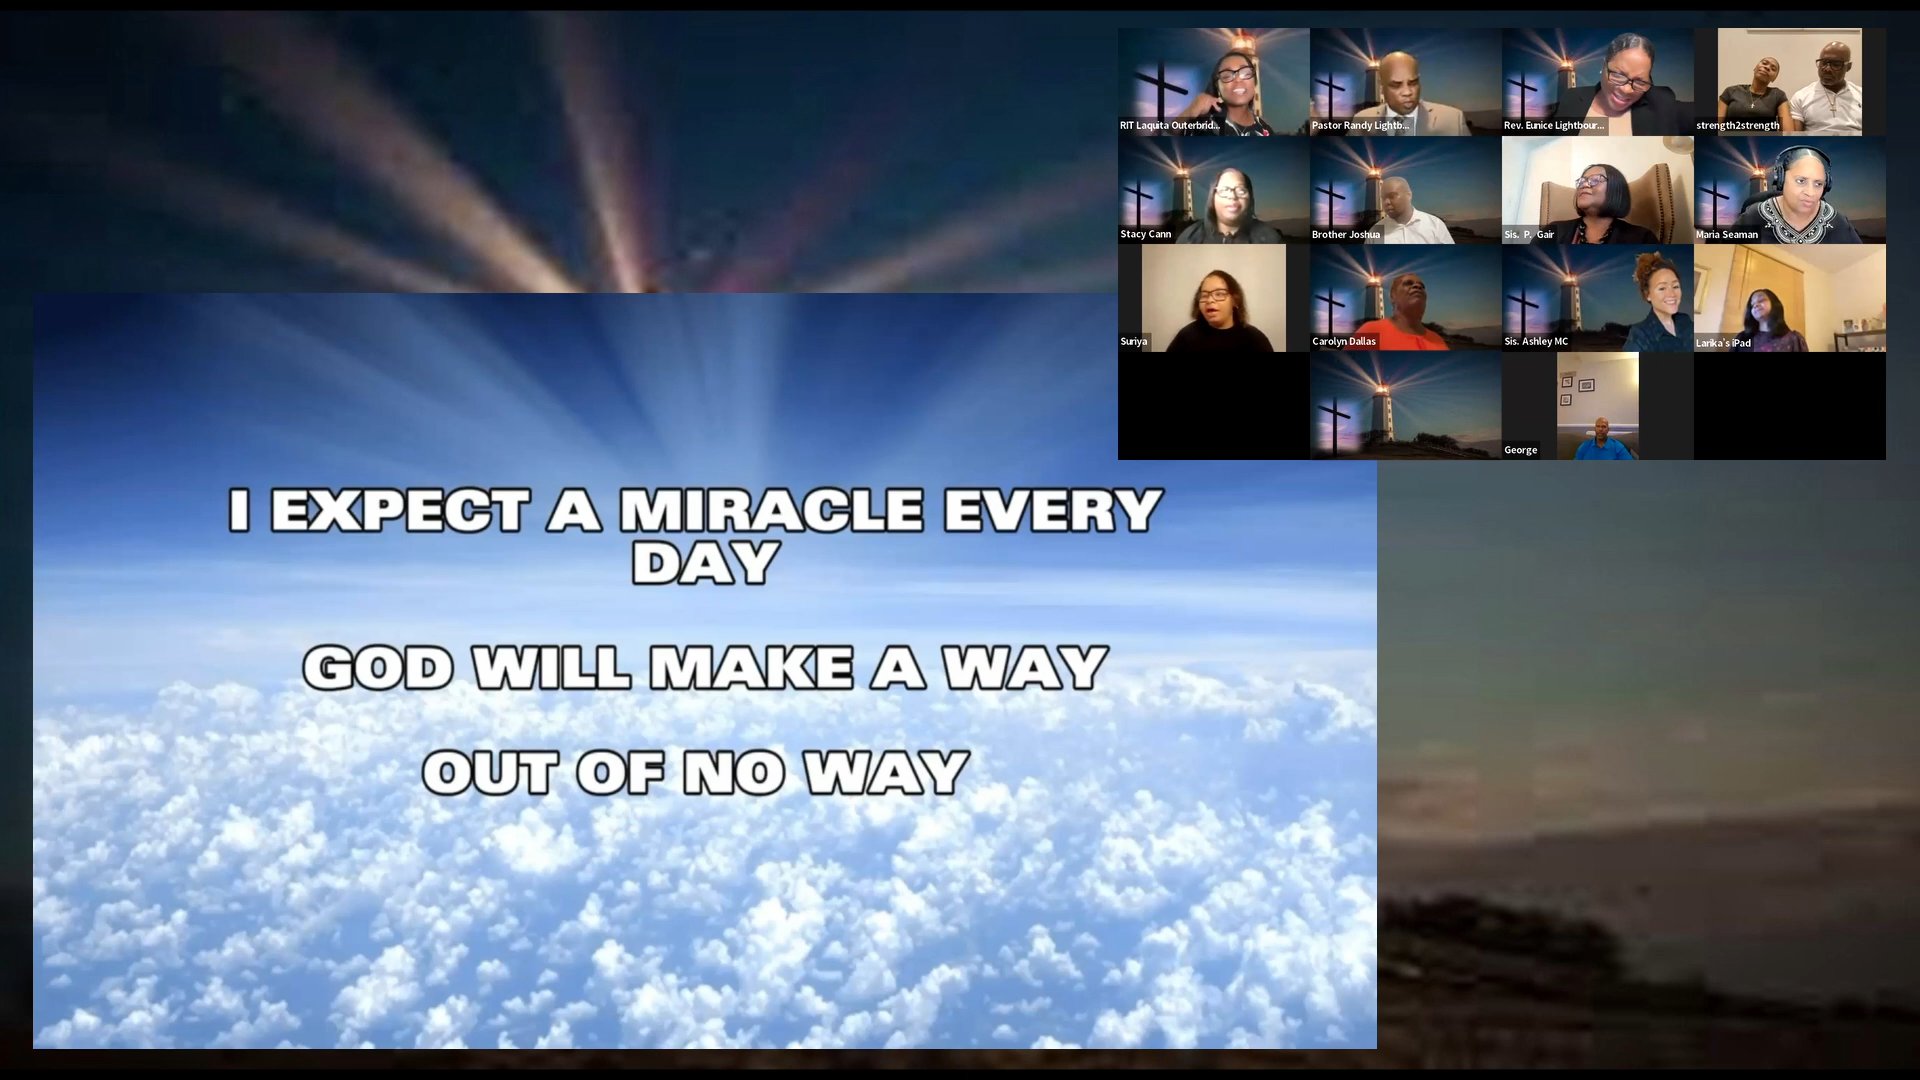 RIT Laquita Outerbrid...
Pastor Randy Lightb...
Rev. Eunice Lightbour...
strength2strength
Stacy Cann
Brother Joshua
Sis. P. Gair
Maria Seaman
Suriya
Carolyn Dallas
Sis. Ashley MC
Larika's iPad
George
I EXPECT A MIRACLE EVERY
DAY
GOD WILL MAKE A WAY
OUT OF NO WAY